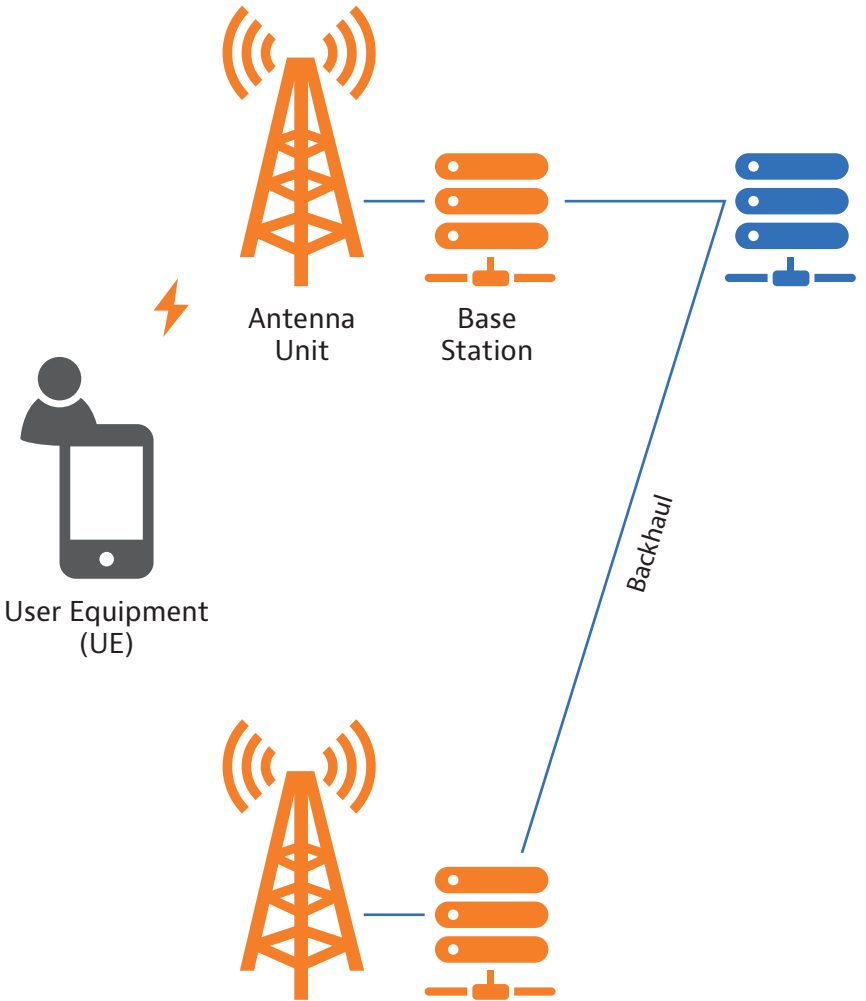 Antenna
Unit
Base
Station
Backhaul
User Equipment
(UE)